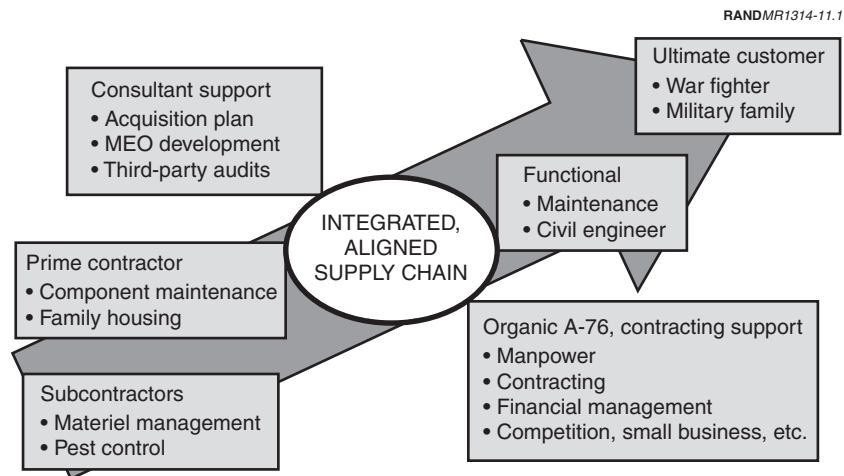 RANDMR1314-11.1
Ultimate customer
• War fighter
• Military family
Consultant support
• Acquisition plan
• MEO development
• Third-party audits
Functional
• Maintenance
• Civil engineer
INTEGRATED,
ALIGNED
SUPPLY CHAIN
Prime contractor
• Component maintenance
• Family housing
Organic A-76, contracting support
• Manpower
• Contracting
• Financial management
• Competition, small business, etc.
Subcontractors
• Materiel management
• Pest control